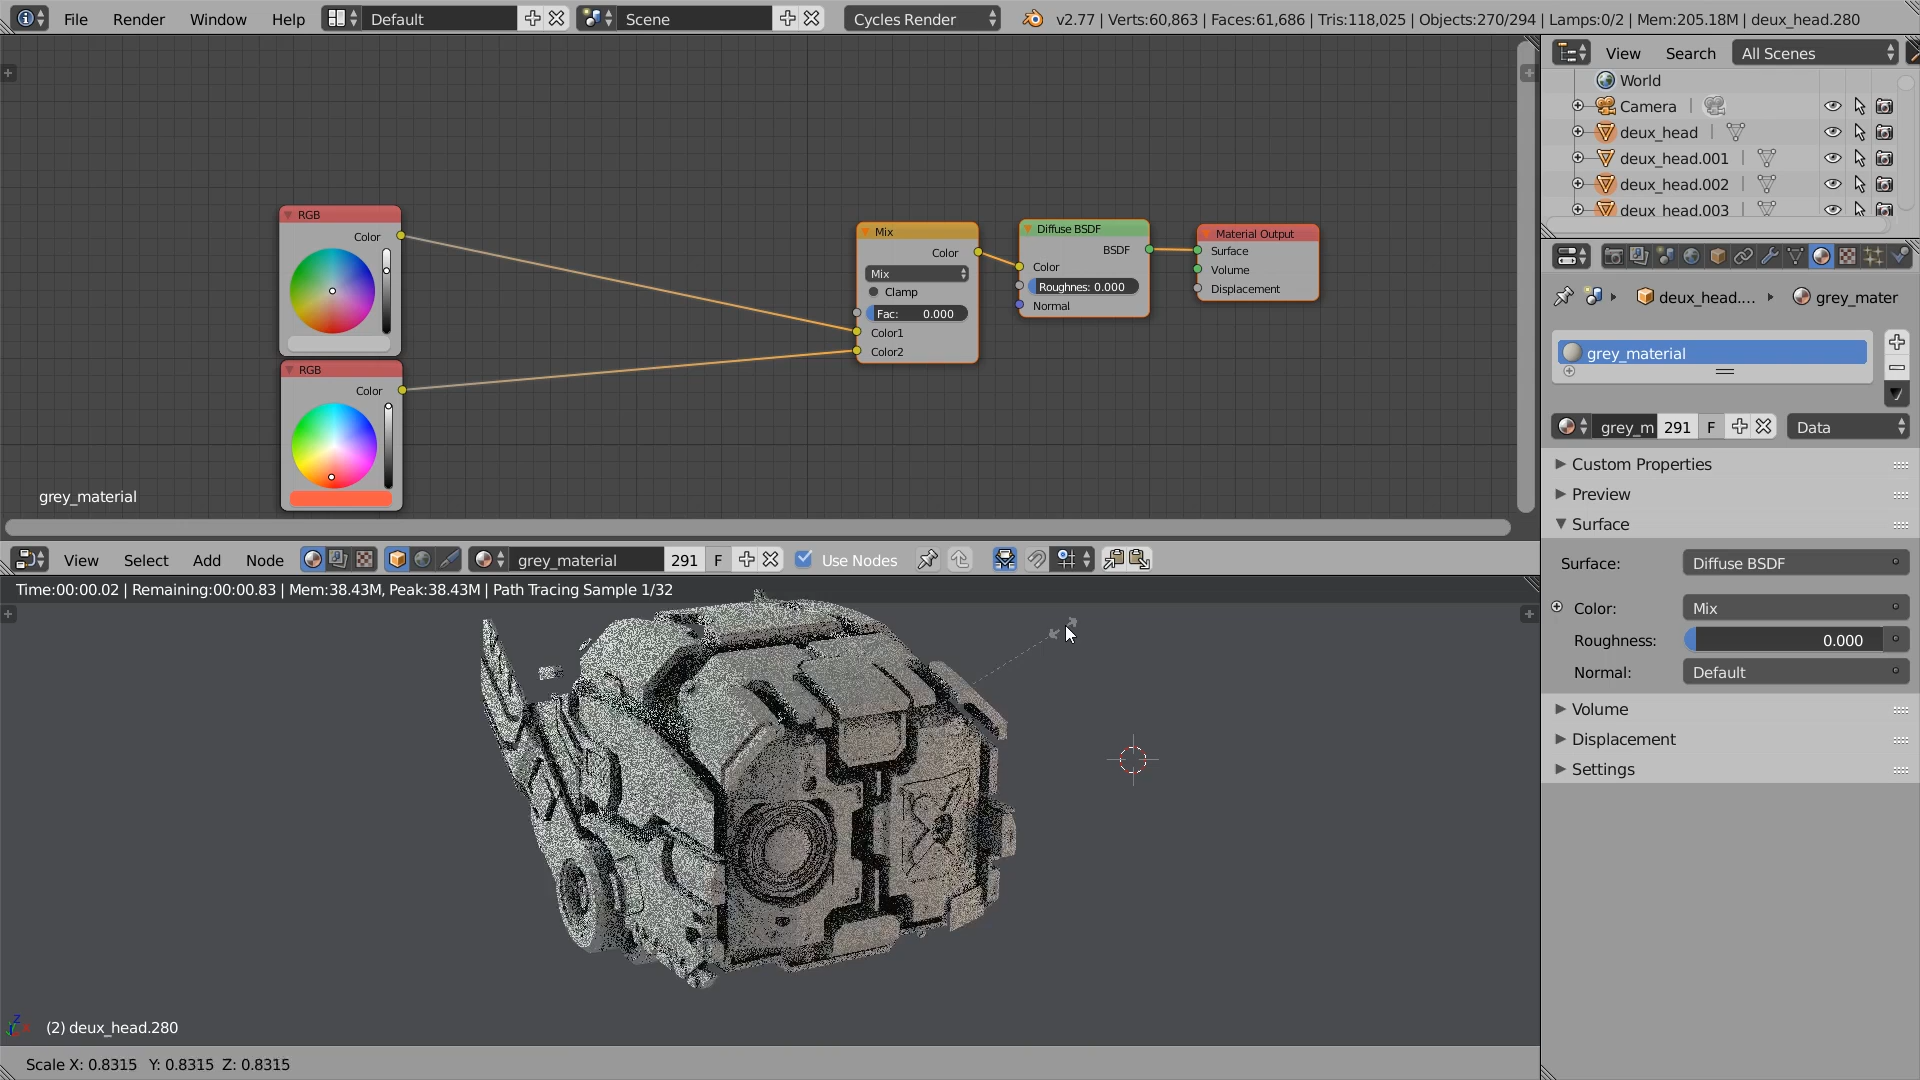 File Render Window Help Default Scene Cycles Render v2.77 | Verts:60,863 | Faces:61,686 | Tris:118,025 | Objects:270/294 | Lamps:0/2 | Mem:205.18M | deux_head.280
View Search All Scenes
World
Camera
deux_head
deux_head.001
deux_head.002
deux_head.003
RGB
Color
RGB
Color
Mix
Color
Mix
Clamp
Fac: 0.000
Color1
Color2
Diffuse BSDF
BSDF
Color
Roughnes: 0.000
Normal
Material Output
Surface
Volume
Displacement
grey_material
deux_head.... grey_mater
grey_material
grey_m 291 F Data
Custom Properties
Preview
Surface
Surface: Diffuse BSDF
Color: Mix
Roughness: 0.000
Normal: Default
Volume
Displacement
Settings
View Select Add Node grey_material 291 F Use Nodes
Time:00:00.02 | Remaining:00:00.83 | Mem:38.43M, Peak:38.43M | Path Tracing Sample 1/32
Z
(2) deux_head.280
Scale X: 0.8315 Y: 0.8315 Z: 0.8315